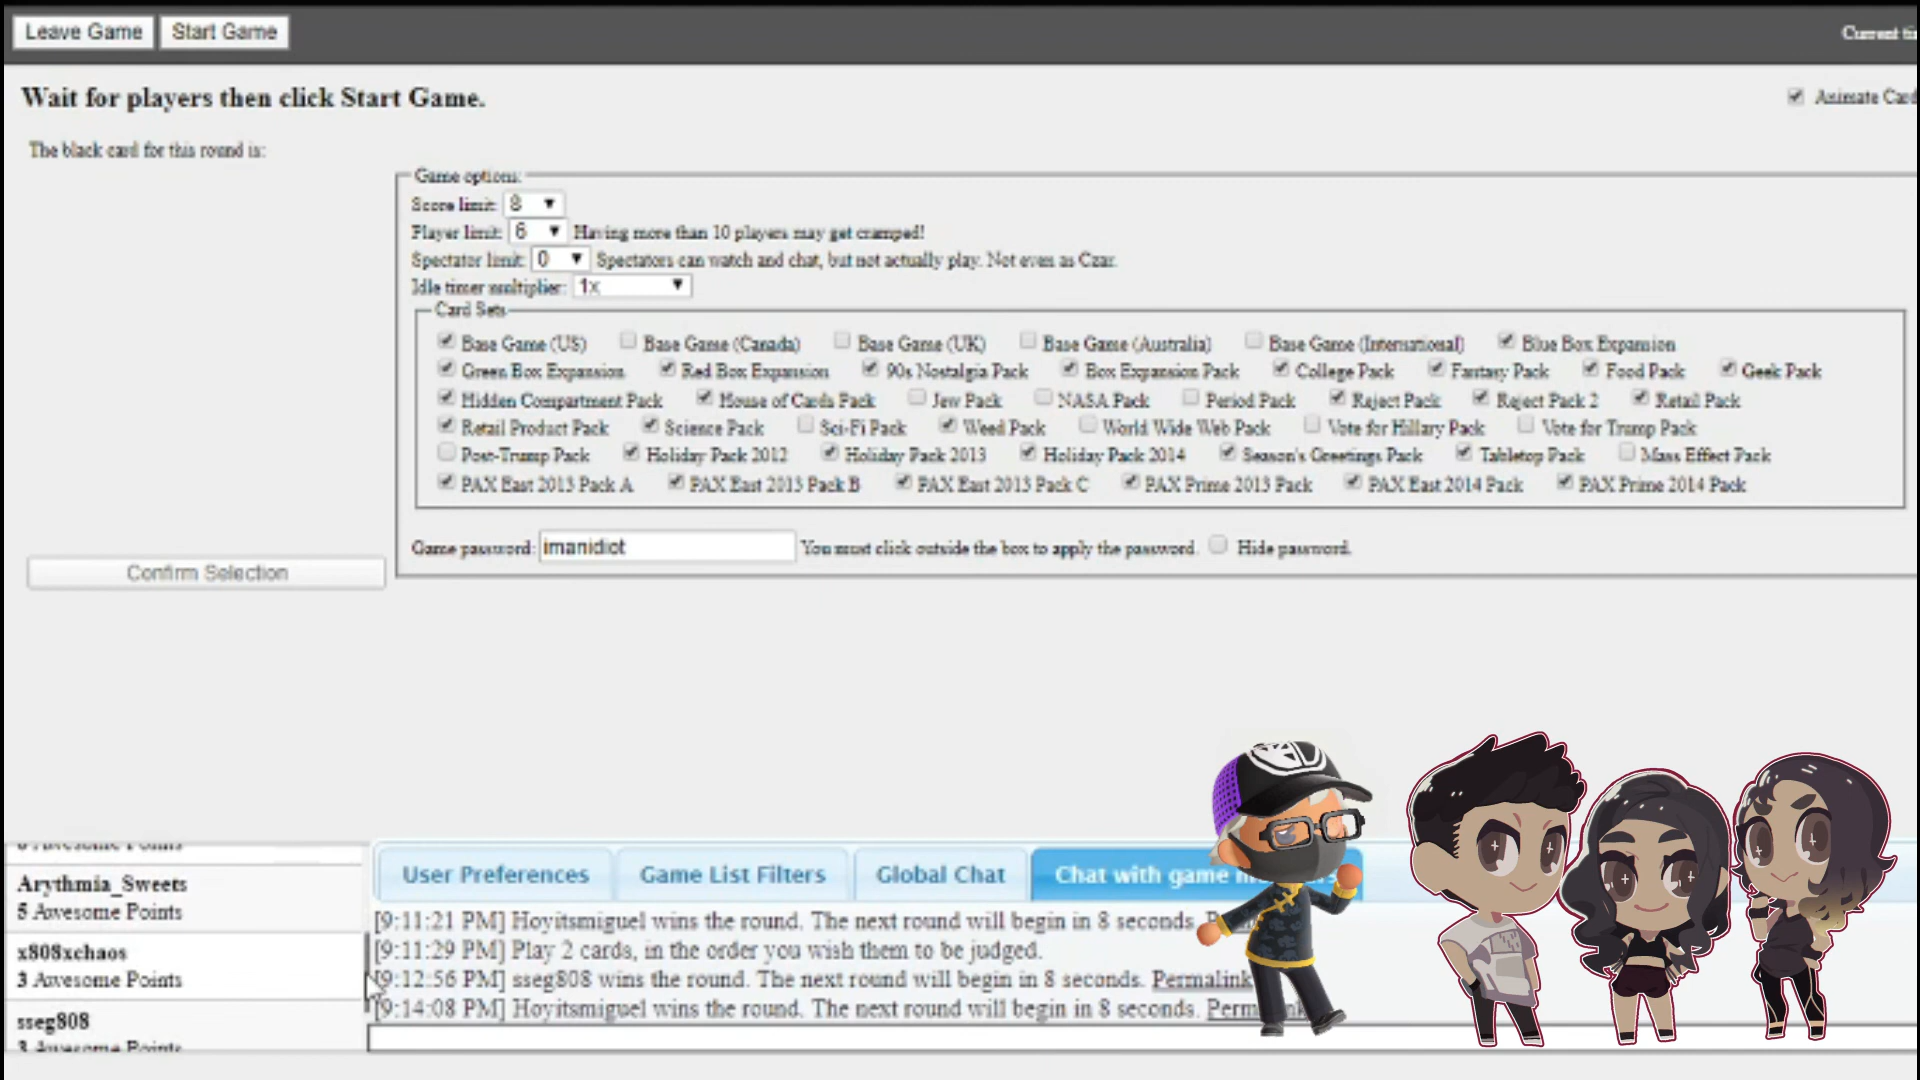 Leave Game Start Game Current
Wait for players then click Start Game. Animate Card
The black card for this round is:
Game options:
Score limit: 8
Player limit: 6 Having more than 10 players may get cramped!
Spectator limit: 0 Spectators can watch and chat, but not actually play. Not even as Czar.
Idle timer multiplier: 1x
Card Sets
Base Game (US) Base Game (Canada) Base Game (UK) Base Game (Australia) Base Game (International) Blue Box Expansion
Green Box Expansion Red Box Expansion 90s Nostalgia Pack Box Expansion Pack College Pack Fantasy Pack Food Pack Geek Pack
Hidden Compartment Pack House of Cards Pack Jew Pack NASA Pack Period Pack Reject Pack Reject Pack 2 Retail Pack
Retail Product Pack Science Pack Sci-Fi Pack Weed Pack World Wide Web Pack Vote for Hillary Pack Vote for Trump Pack
Post-Trump Pack Holiday Pack 2012 Holiday Pack 2013 Holiday Pack 2014 Season's Greetings Pack Tabletop Pack Mass Effect Pack
PAX East 2013 Pack A PAX East 2013 Pack B PAX East 2013 Pack C PAX Prime 2013 Pack PAX East 2014 Pack PAX Prime 2014 Pack
Game password: imanidiot You must click outside the box to apply the password. Hide password.
Confirm Selection
Arythmia_Sweets
5 Awesome Points
x808xchaos
3 Awesome Points
sseg808
3 Awesome Points
User Preferences Game List Filters Global Chat Chat with game
[9:11:21 PM] Hoyitsmiguel wins the round. The next round will begin in 8 seconds.
[9:11:29 PM] Play 2 cards, in the order you wish them to be judged.
[9:12:56 PM] sseg808 wins the round. The next round will begin in 8 seconds. Permalink
[9:14:08 PM] Hoyitsmiguel wins the round. The next round will begin in 8 seconds.